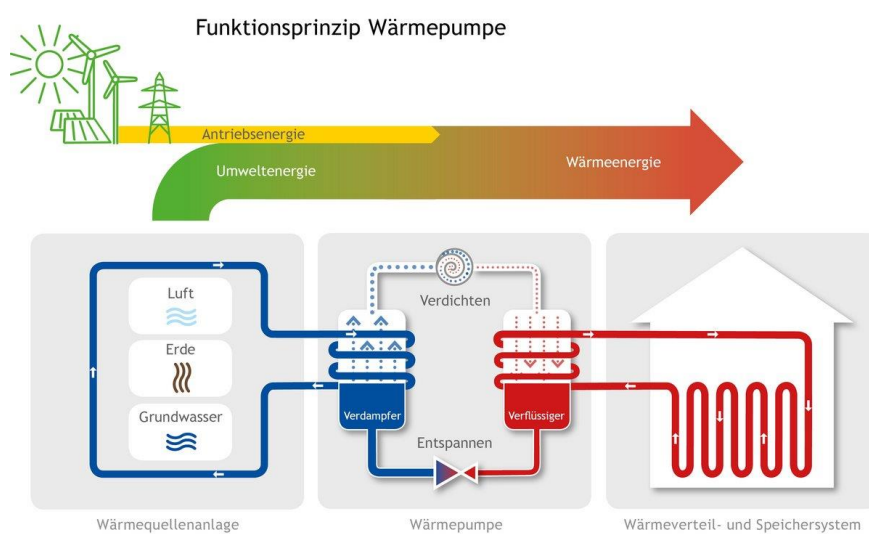 Funktionsprinzip Wärmepumpe
Antriebsenergie
Umweltenergie
Wärmeenergie
Luft
Erde
Grundwasser
Verdichten
Verdampfer
Verflüssiger
Entspannen
Wärmequellenanlage
Wärmepumpe
Wärmeverteil- und Speichersystem